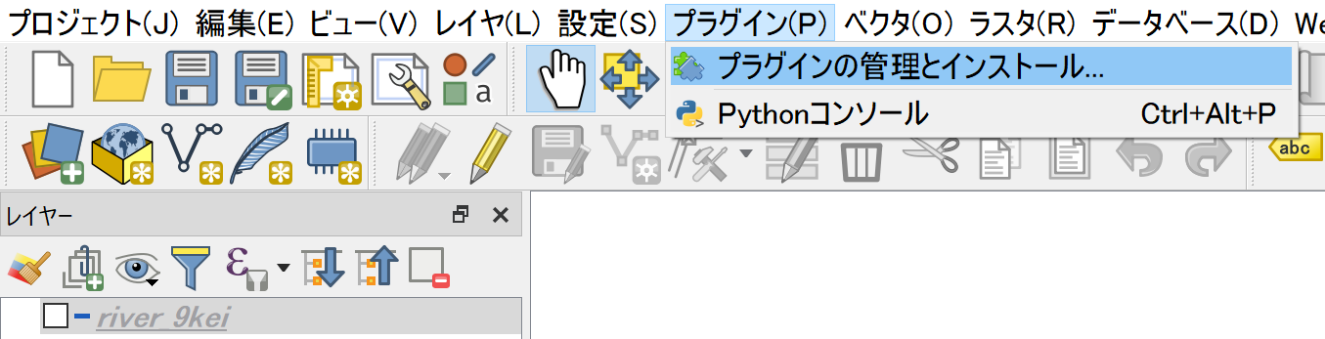 プロジェクト(J) 編集(E) ビュー(V) レイヤ(L) 設定(S) プラグイン(P) ベクタ(O) ラスタ(R) データベース(D) We
プラグインの管理とインストール...
Pythonコンソール Ctrl+Alt+P
a
abc
レイヤー
ε
river_9kei